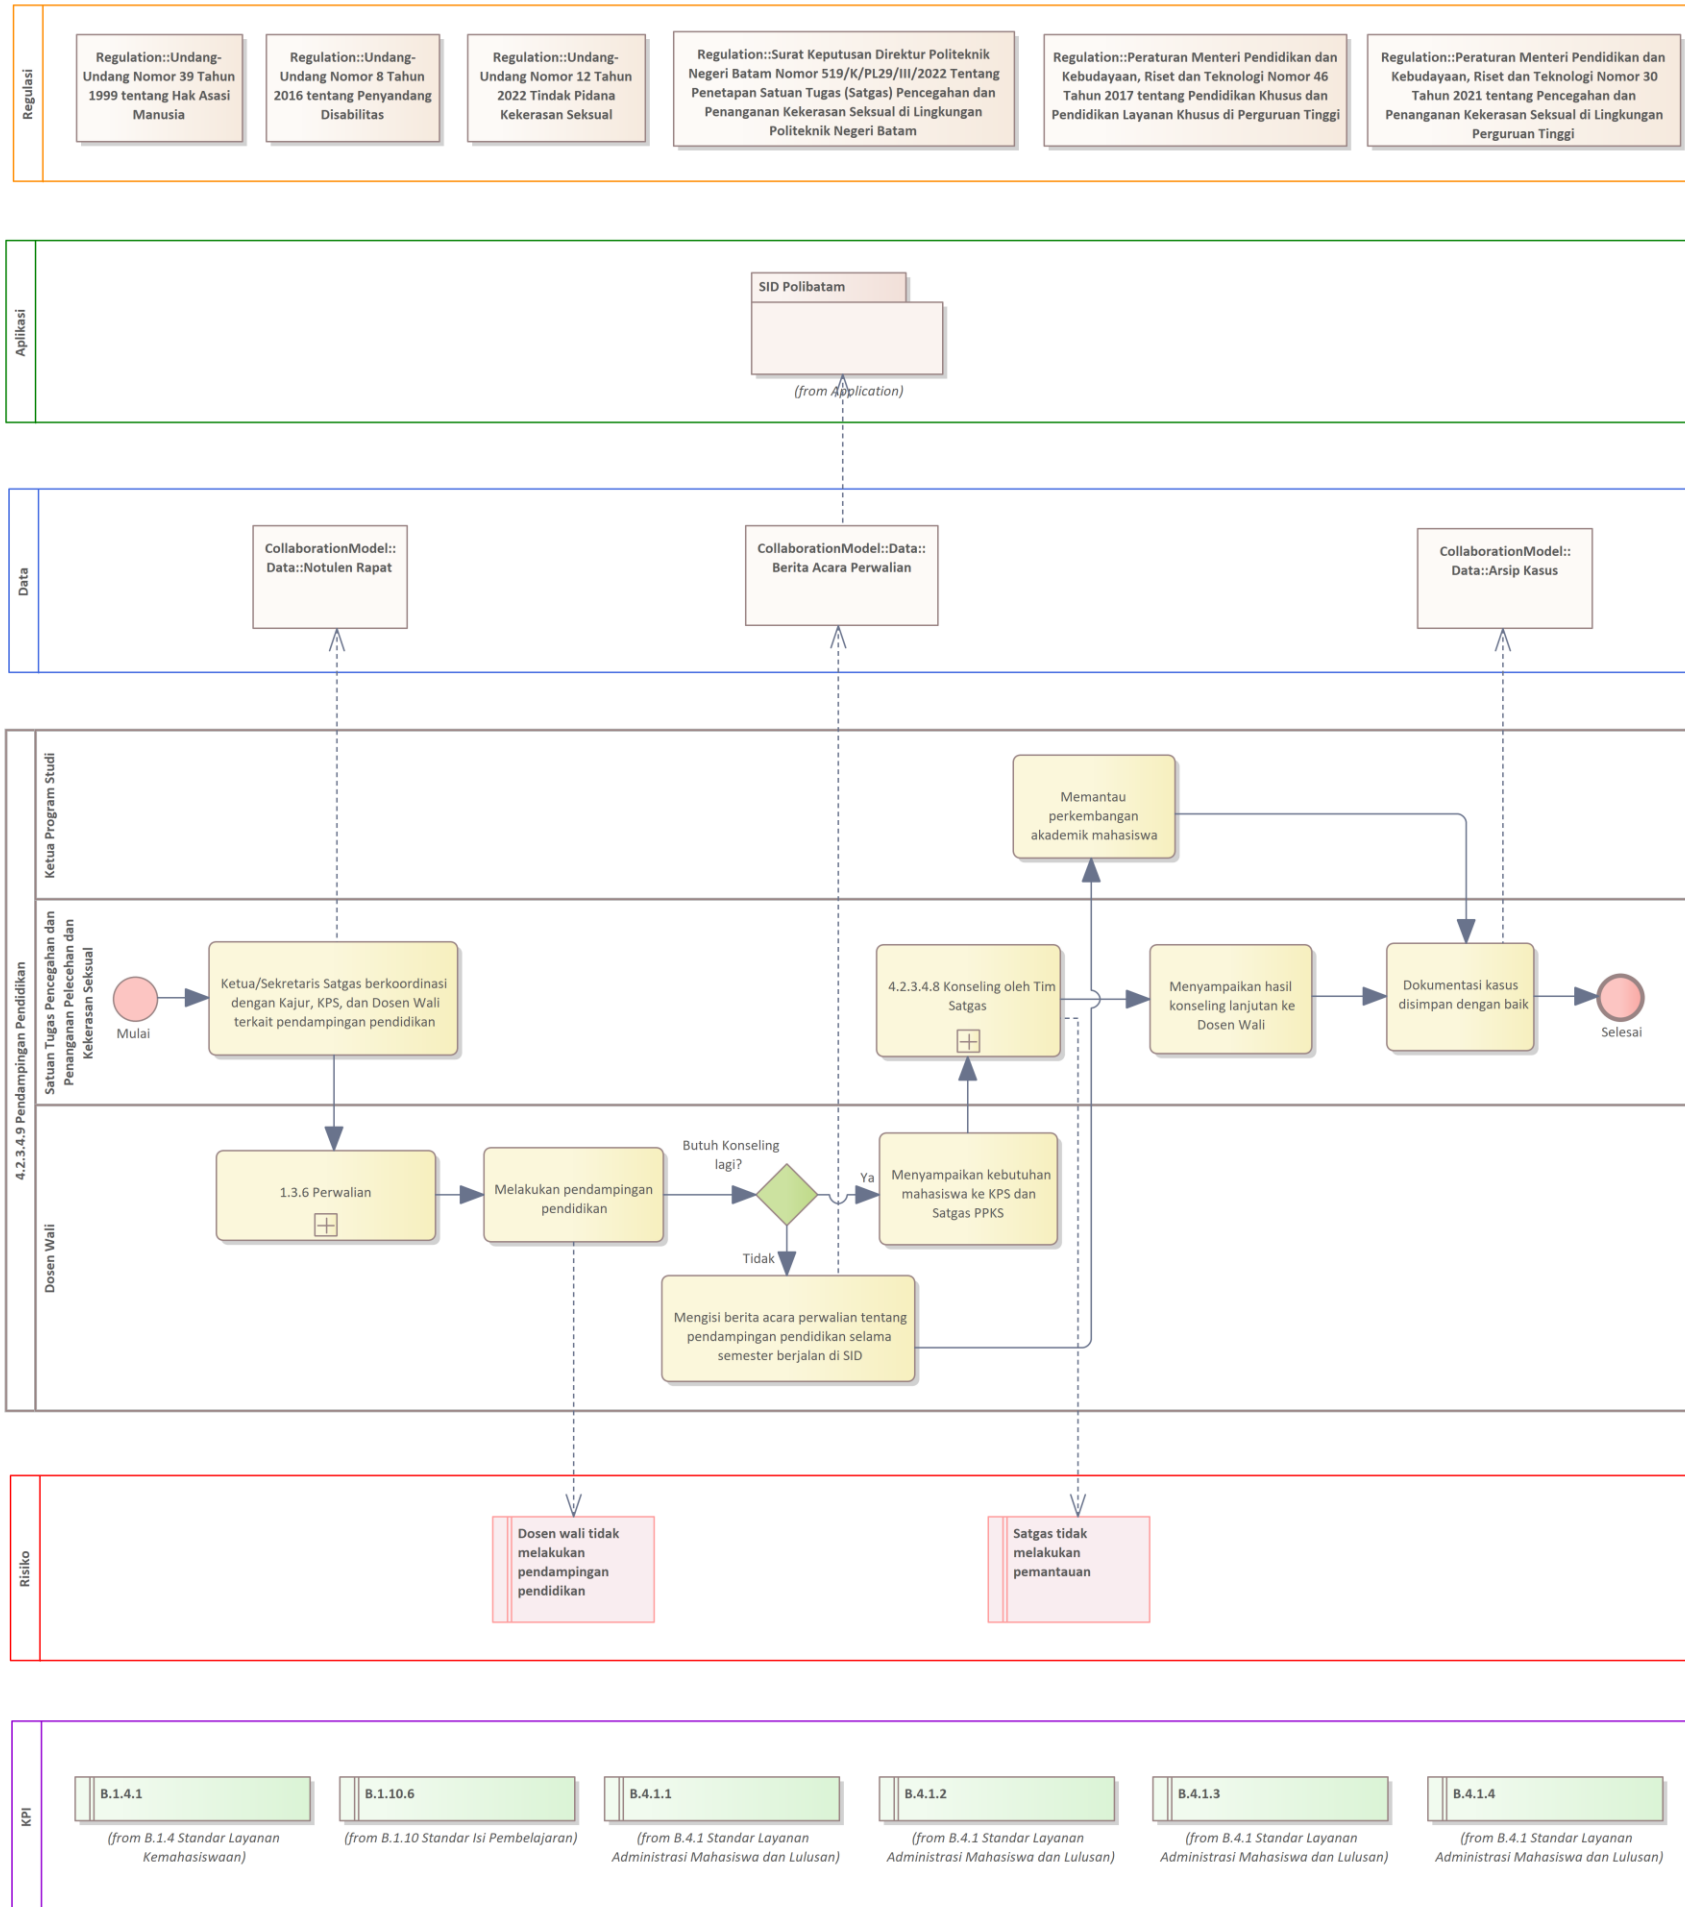 Regulasi
Regulation::Undang-
Undang Nomor 39 Tahun
1999 tentang Hak Asasi
Manusia
Regulation::Undang-
Undang Nomor 8 Tahun
2016 tentang Penyandang
Disabilitas
Regulation::Undang-
Undang Nomor 12 Tahun
2022 Tindak Pidana
Kekerasan Seksual
Regulation::Surat Keputusan Direktur Politeknik
Negeri Batam Nomor 519/K/PL29/III/2022 Tentang
Penetapan Satuan Tugas (Satgas) Pencegahan dan
Penanganan Kekerasan Seksual di Lingkungan
Politeknik Negeri Batam
Regulation::Peraturan Menteri Pendidikan dan
Kebudayaan, Riset dan Teknologi Nomor 46
Tahun 2017 tentang Pendidikan Khusus dan
Pendidikan Layanan Khusus di Perguruan Tinggi
Regulation::Peraturan Menteri Pendidikan dan
Kebudayaan, Riset dan Teknologi Nomor 30
Tahun 2021 tentang Pencegahan dan
Penanganan Kekerasan Seksual di Lingkungan
Perguruan Tinggi
Aplikasi
SID Polibatam
(from Application)
Data
CollaborationModel::
Data::Notulen Rapat
CollaborationModel::Data::
Berita Acara Perwalian
CollaborationModel::
Data::Arsip Kasus
4.2.3.4.9 Pendampingan Pendidikan
Ketua Program Studi
Memantau
perkembangan
akademik mahasiswa
Satuan Tugas Pencegahan dan
Penanganan Pelecehan dan
Kekerasan Seksual
Mulai
Ketua/Sekretaris Satgas berkoordinasi
dengan Kajur, KPS, dan Dosen Wali
terkait pendampingan pendidikan
4.2.3.4.8 Konseling oleh Tim
Satgas
Menyampaikan hasil
konseling lanjutan ke
Dosen Wali
Dokumentasi kasus
disimpan dengan baik
Selesai
Dosen Wali
1.3.6 Perwalian
Melakukan pendampingan
pendidikan
Butuh Konseling
lagi?
Ya
Menyampaikan kebutuhan
mahasiswa ke KPS dan
Satgas PPKS
Tidak
Mengisi berita acara perwalian tentang
pendampingan pendidikan selama
semester berjalan di SID
Risiko
Dosen wali tidak
melakukan
pendampingan
pendidikan
Satgas tidak
melakukan
pemantauan
KPI
B.1.4.1
(from B.1.4 Standar Layanan
Kemahasiswaan)
B.1.10.6
(from B.1.10 Standar Isi Pembelajaran)
B.4.1.1
(from B.4.1 Standar Layanan
Administrasi Mahasiswa dan Lulusan)
B.4.1.2
(from B.4.1 Standar Layanan
Administrasi Mahasiswa dan Lulusan)
B.4.1.3
(from B.4.1 Standar Layanan
Administrasi Mahasiswa dan Lulusan)
B.4.1.4
(from B.4.1 Standar Layanan
Administrasi Mahasiswa dan Lulusan)